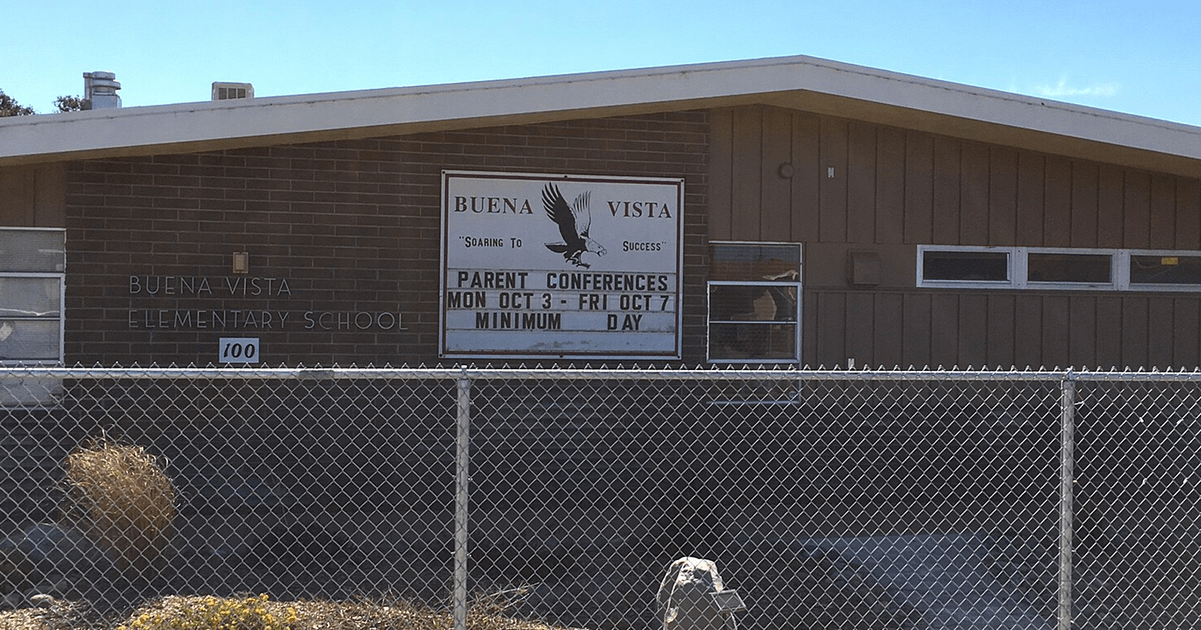 BUENA VISTA
"SOARING TO SUCCESS"
PARENT CONFERENCES
MON OCT 3 - FRI OCT 7
MINIMUM DAY
BUENA VISTA
ELEMENTARY SCHOOL
100